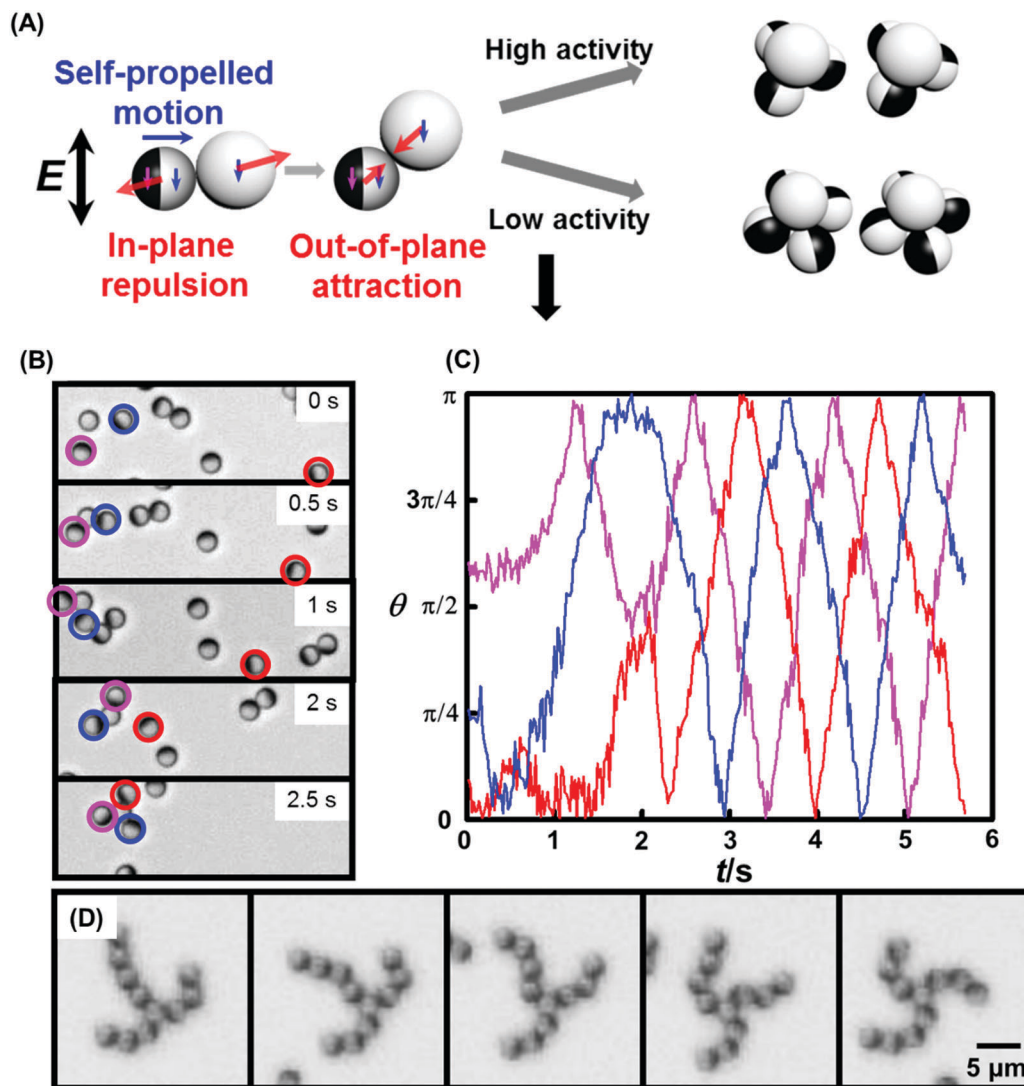 (A)
Self-propelled
motion
E
In-plane
repulsion
Out-of-plane
attraction
High activity
Low activity
(B)
0 s
0.5 s
1 s
2 s
2.5 s
(C)
π
3π/4
θ π/2
π/4
0
0 1 2 3 4 5 6
t/s
(D)
5 µm